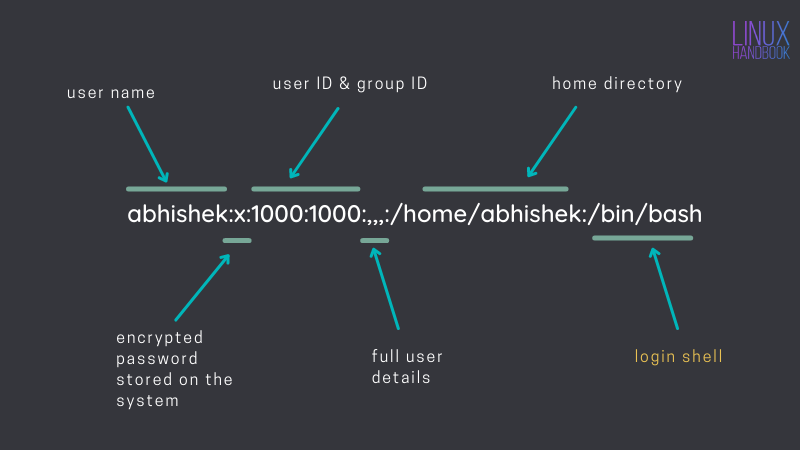 LINUX
HANDBOOK
user name
user ID & group ID
home directory
abhishek:x:1000:1000:,,,:/home/abhishek:/bin/bash
encrypted
password
stored on the
system
full user
details
login shell